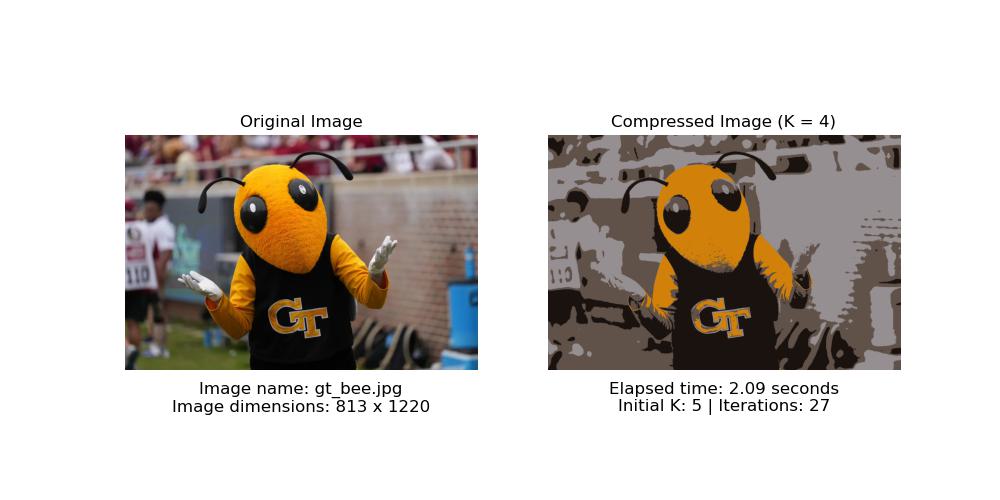 Original Image
110
GT
Image name: gt_bee.jpg
Image dimensions: 813 x 1220
Compressed Image (K = 4)
GT
Elapsed time: 2.09 seconds
Initial K: 5 | Iterations: 27